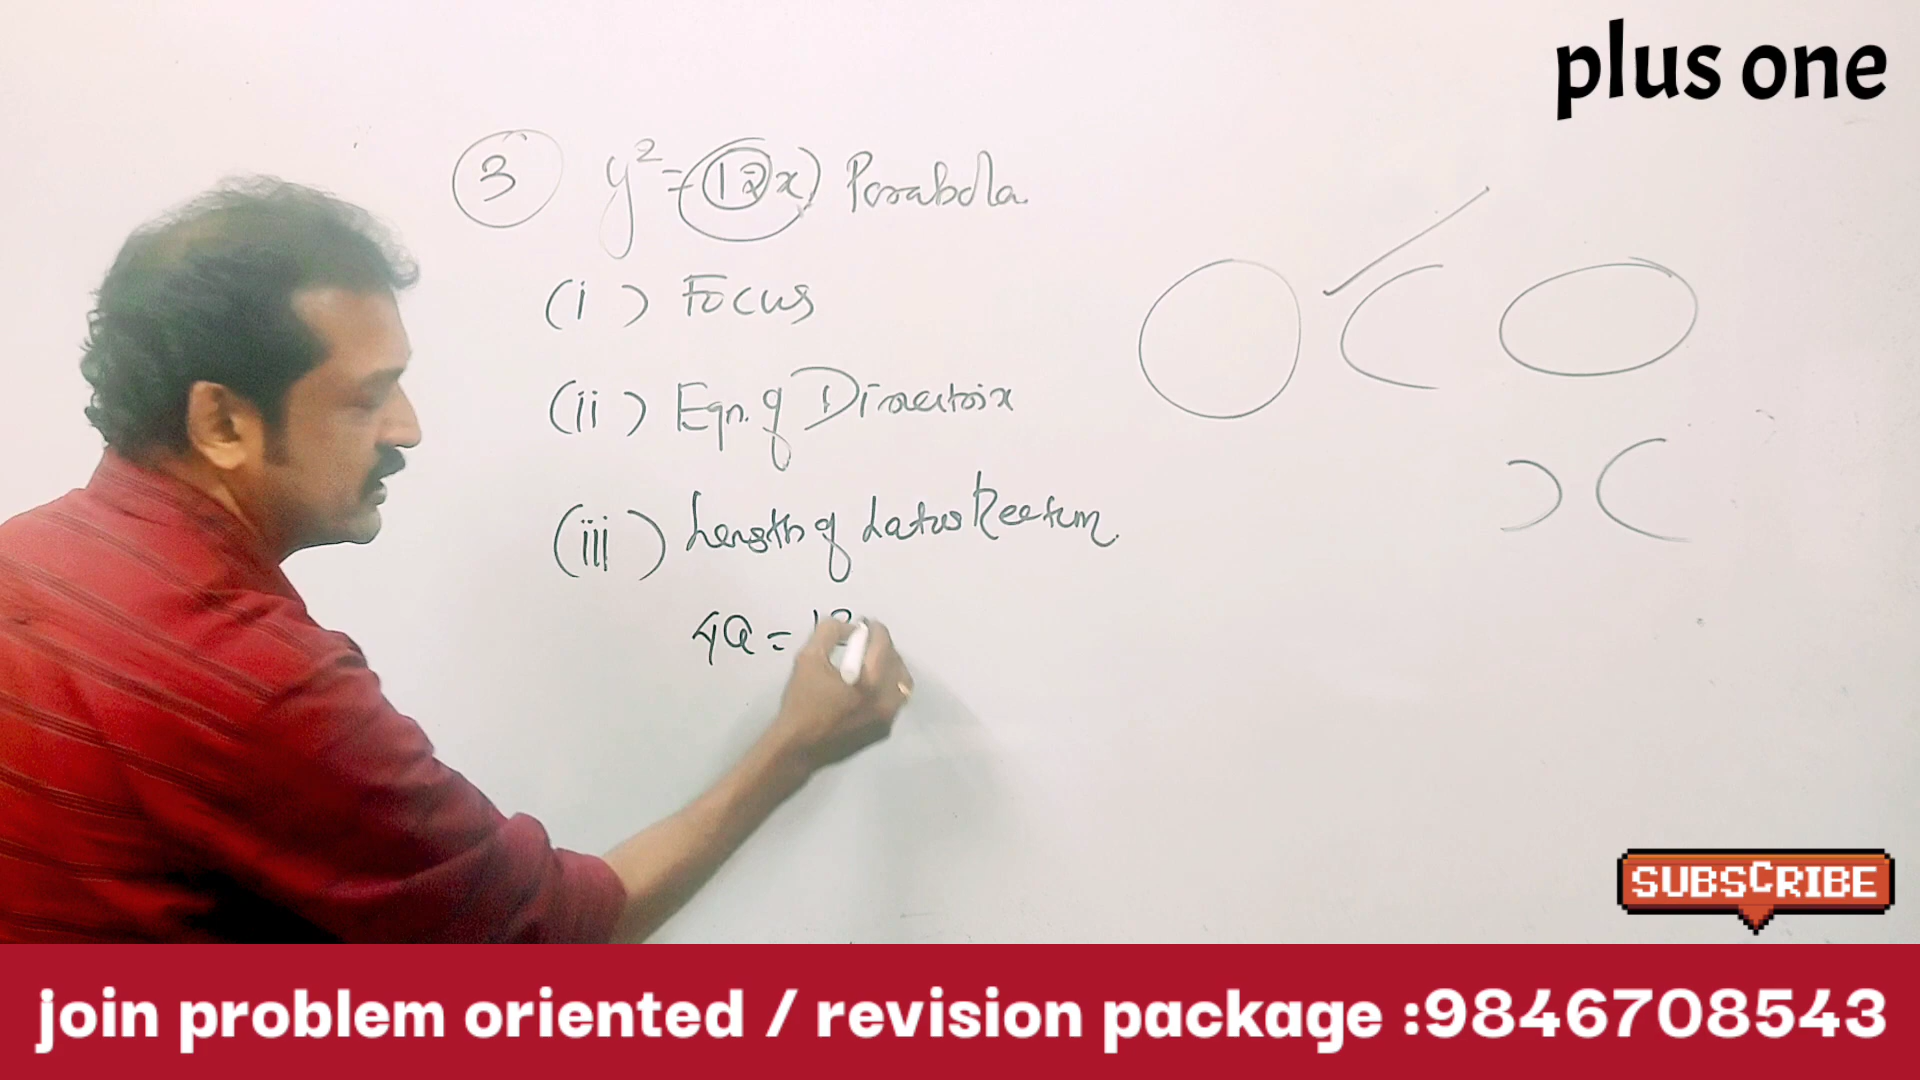 plus one
3 y² = 12x Parabola
(i) Focus
(ii) Eqn. of Directrix
(iii) Length of Latus Rectum
4a = 12
SUBSCRIBE
join problem oriented / revision package :9846708543